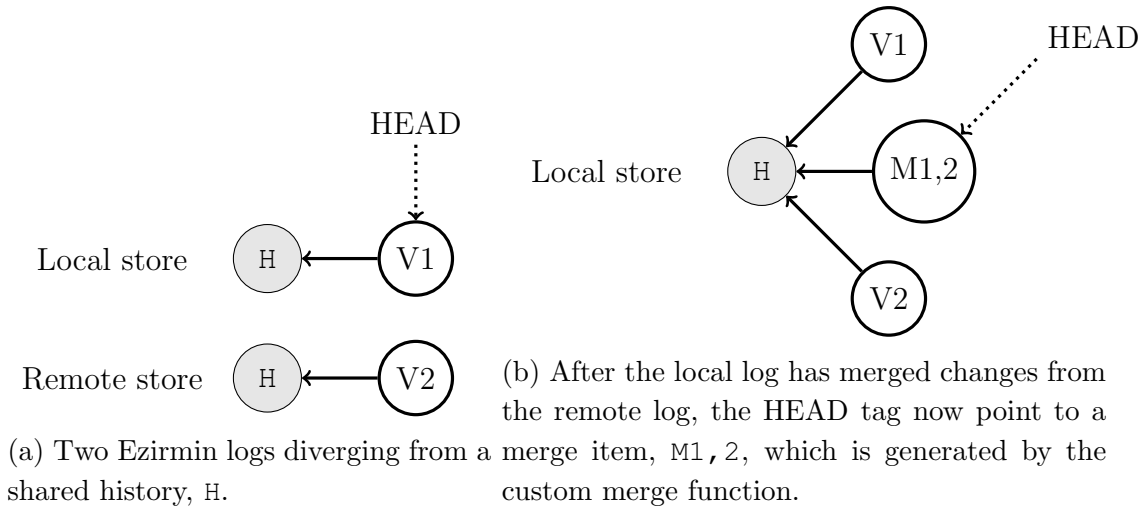 HEAD
Local store
H
V1
Remote store
H
V2
(a) Two Ezirmin logs diverging from a
shared history, H.
V1
HEAD
Local store
H
M1,2
V2
(b) After the local log has merged changes from
the remote log, the HEAD tag now point to a
merge item, M1,2, which is generated by the
custom merge function.